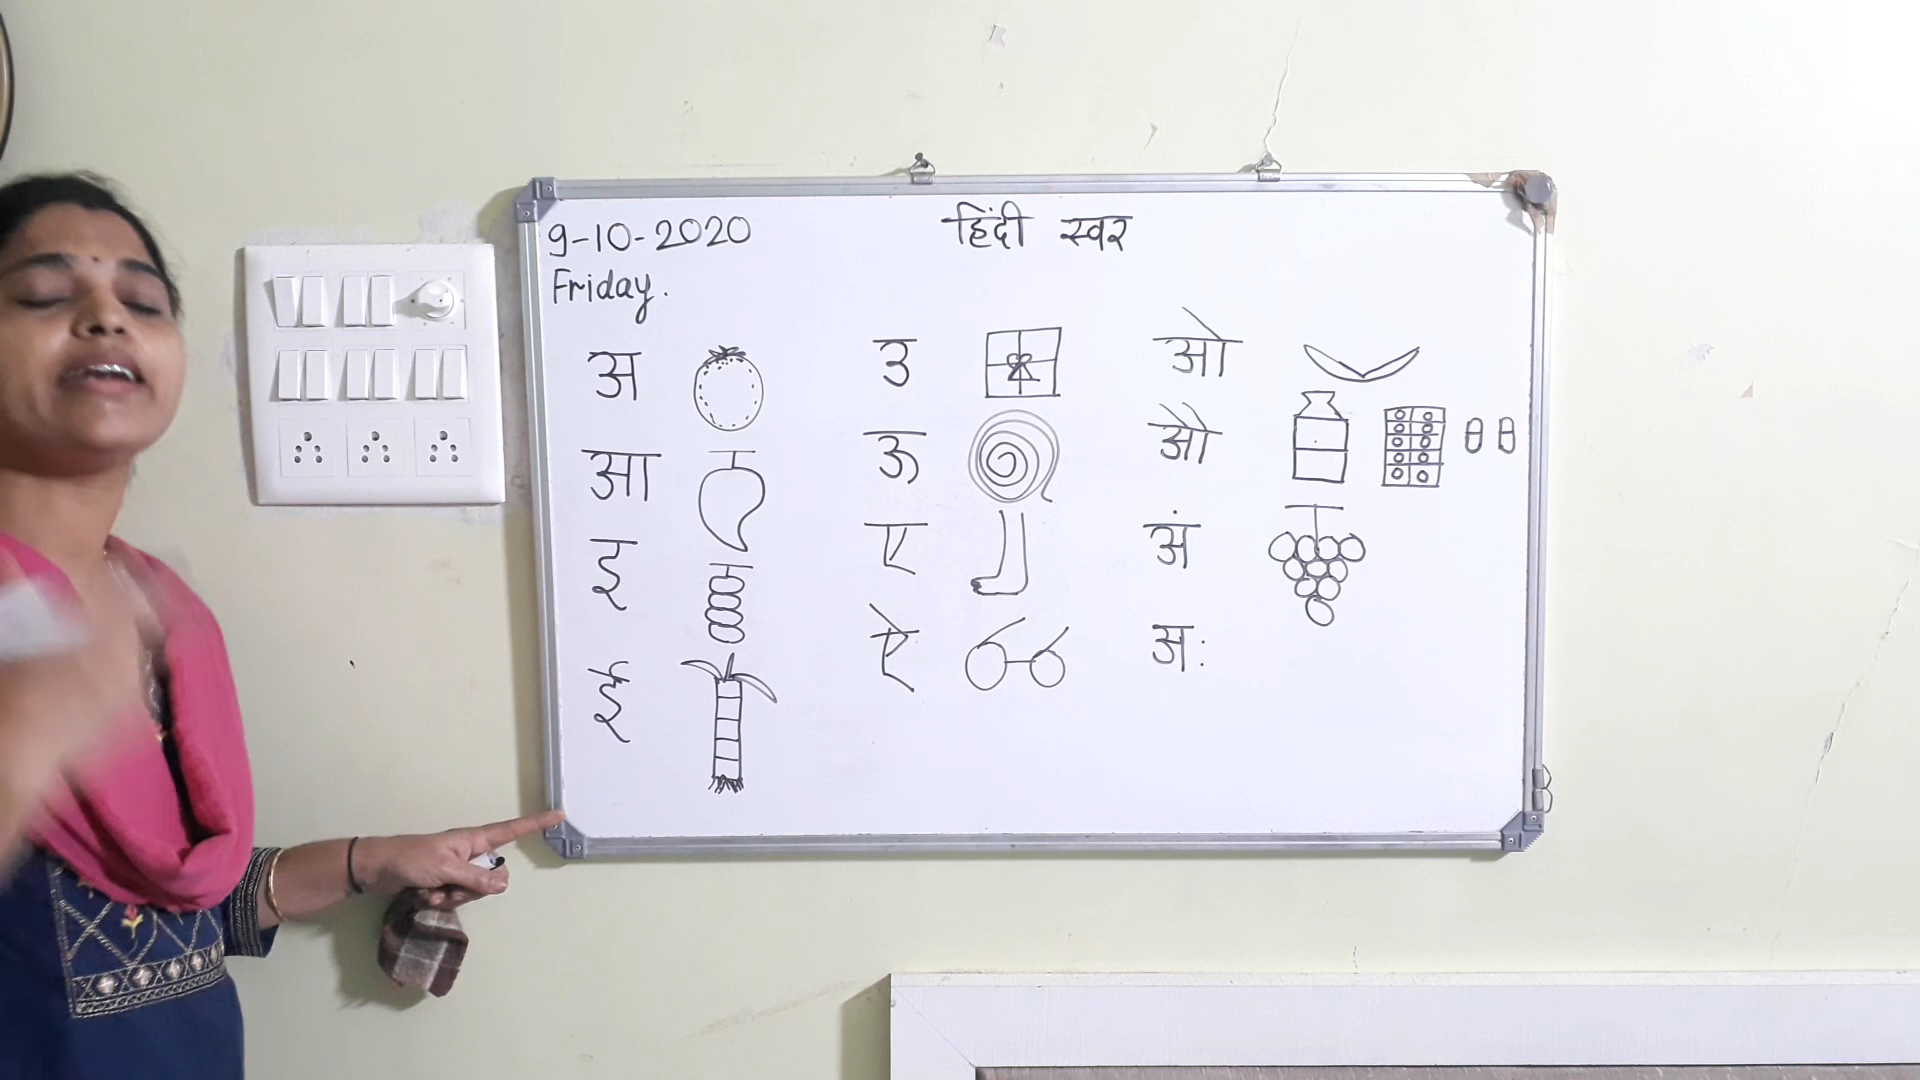 9-10-2020
हिंदी स्वर
Friday.
अ
आ
इ
ई
उ
ऊ
ए
ऐ
ओ
औ
अं
अः